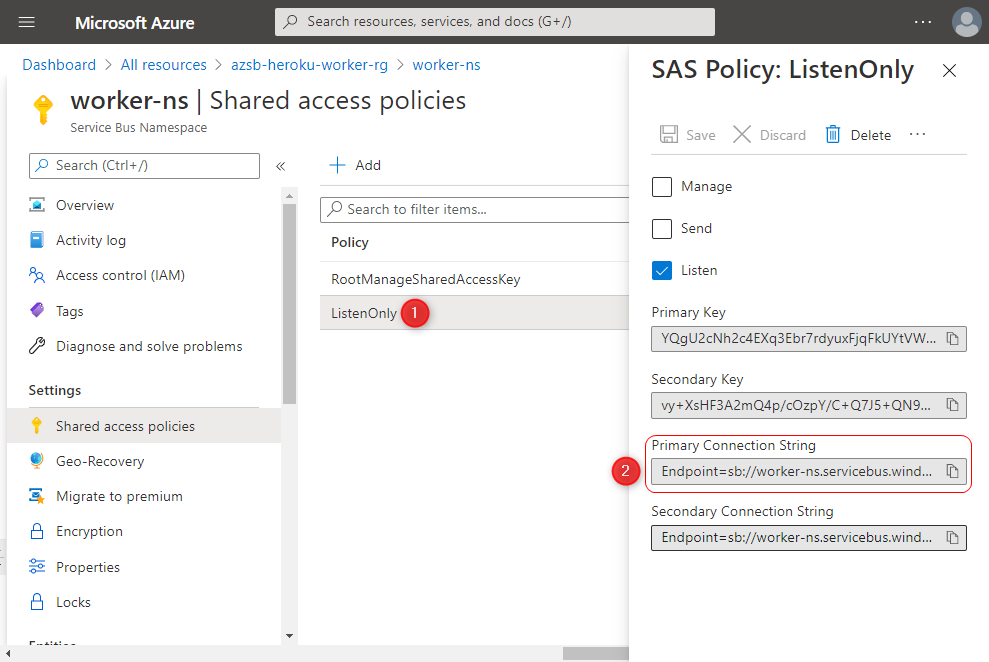 Microsoft Azure
Search resources, services, and docs (G+/)
Dashboard > All resources > azsb-heroku-worker-rg > worker-ns
worker-ns | Shared access policies
Service Bus Namespace
Search (Ctrl+/)
«
Overview
Activity log
Access control (IAM)
Tags
Diagnose and solve problems
Settings
Shared access policies
Geo-Recovery
Migrate to premium
Encryption
Properties
Locks
Entities
Add
Search to filter items...
Policy
RootManageSharedAccessKey
ListenOnly 1
SAS Policy: ListenOnly
Save Discard Delete ...
Manage
Send
Listen
Primary Key
YQgU2cNh2c4EXq3Ebr7rdyuxFjqFkUYtVW...
Secondary Key
vy+XsHF3A2mQ4p/cOzpY/C+Q7J5+QN9...
Primary Connection String
2 Endpoint=sb://worker-ns.servicebus.wind...
Secondary Connection String
Endpoint=sb://worker-ns.servicebus.wind...